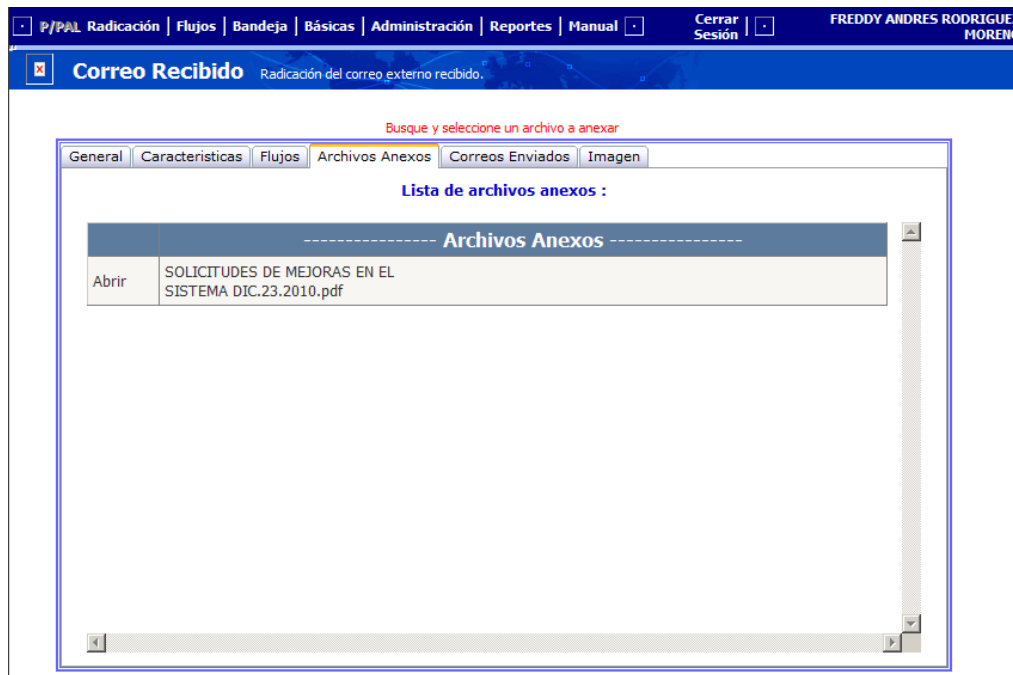 P/PAL Radicación | Flujos | Bandeja | Básicas | Administración | Reportes | Manual
Cerrar Sesión |
FREDDY ANDRES RODRIGUEZ
MORENO
Correo Recibido Radicación del correo externo recibido.
Busque y seleccione un archivo a anexar
General Caracteristicas Flujos Archivos Anexos Correos Enviados Imagen
Lista de archivos anexos :
---------------- Archivos Anexos ----------------
Abrir SOLICITUDES DE MEJORAS EN EL
SISTEMA DIC.23.2010.pdf